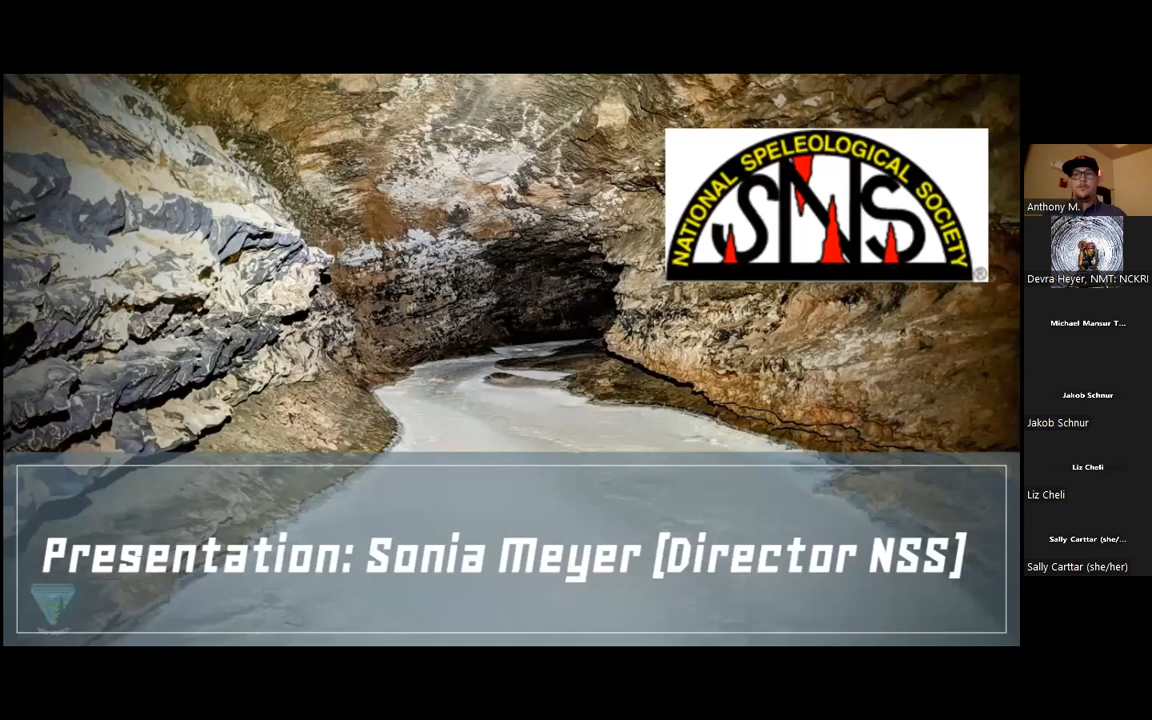 NATIONAL SPELEOLOGICAL SOCIETY
NSS
®
Presentation: Sonia Meyer (Director NSS)
Anthony M.
Devra Heyer, NMT: NCKRI
Michael Mansur T...
Jakob Schnur
Jakob Schnur
Liz Cheli
Liz Cheli
Sally Carttar (she/...
Sally Carttar (she/her)